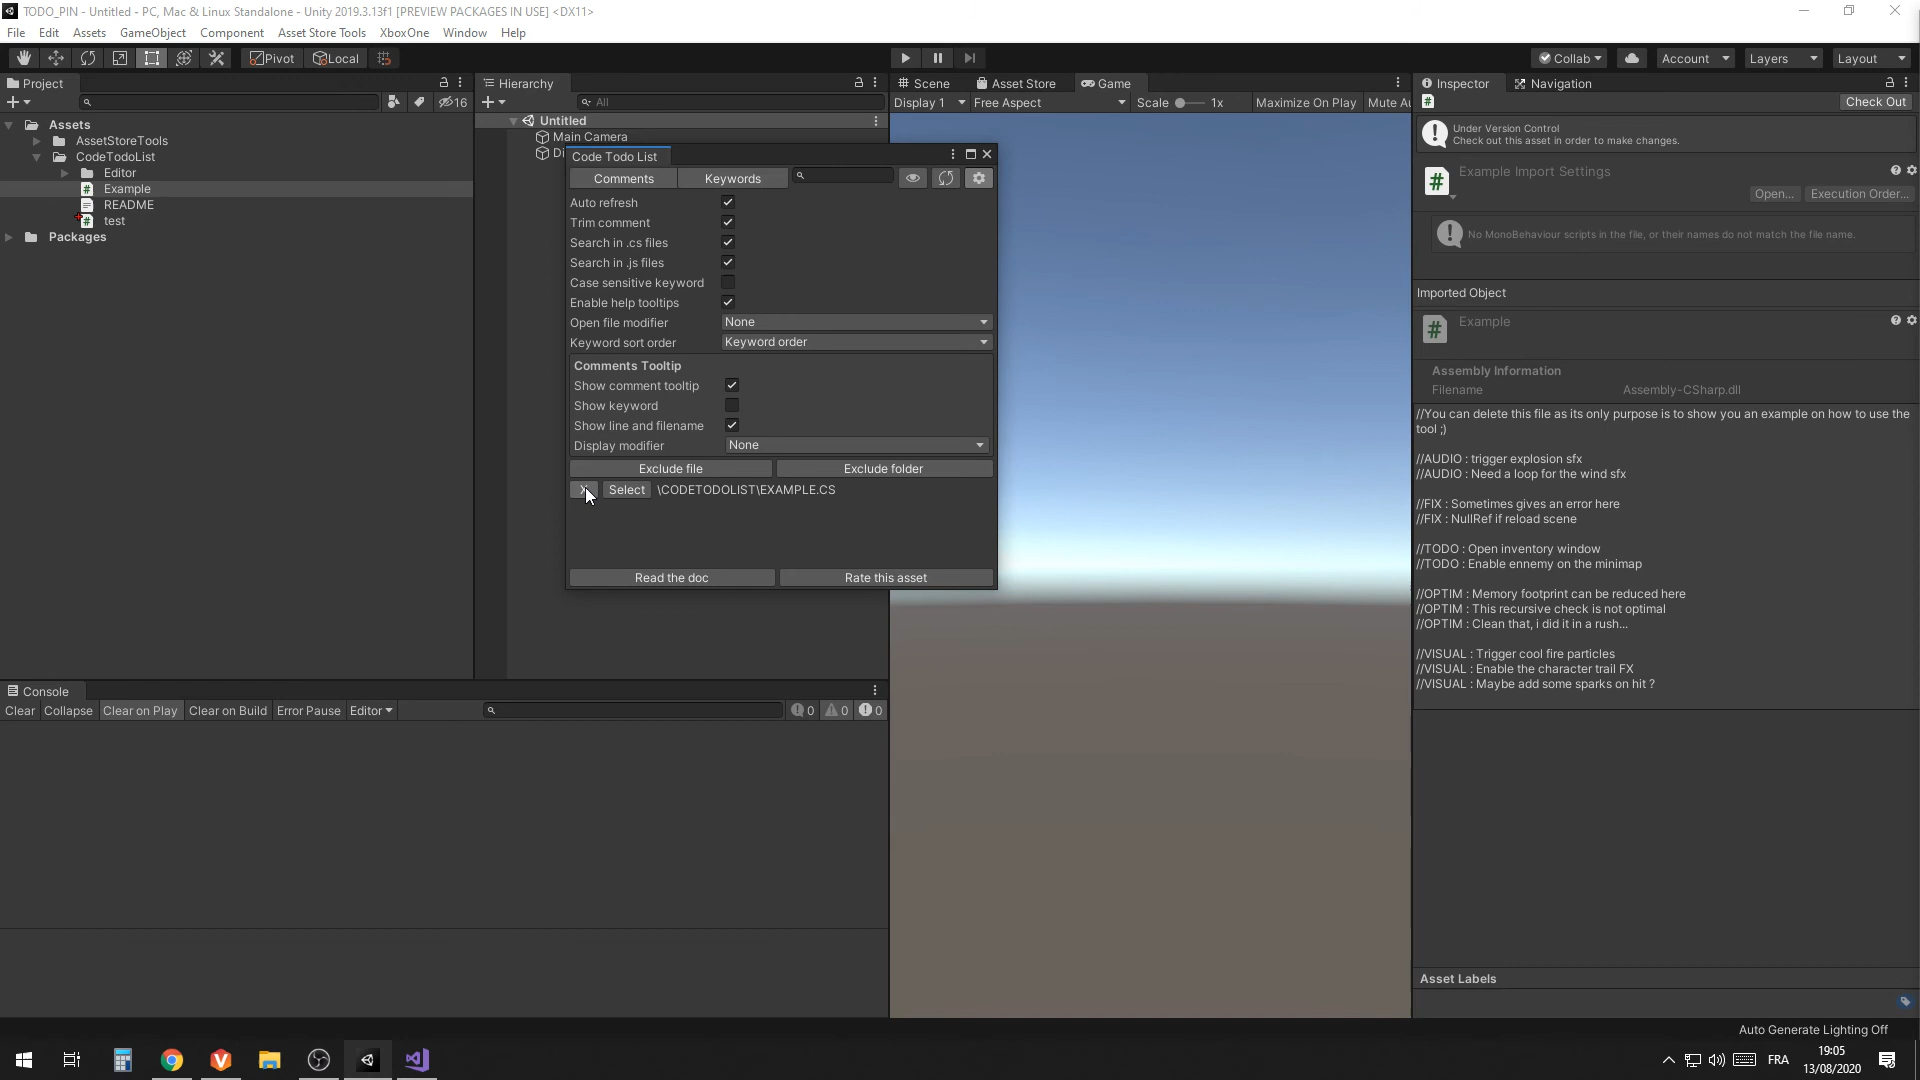 TODO_PIN - Untitled - PC, Mac & Linux Standalone - Unity 2019.3.13f1 [PREVIEW PACKAGES IN USE] <DX11>
File Edit Assets GameObject Component Asset Store Tools XboxOne Window Help
Pivot Local Collab Account Layers Layout
Project
16
Assets
AssetStoreTools
CodeTodoList
Editor
Example
README
test
Packages
Hierarchy
All
Untitled
Main Camera
Code Todo List
Comments Keywords
Auto refresh
Trim comment
Search in .cs files
Search in .js files
Case sensitive keyword
Enable help tooltips
Open file modifier None
Keyword sort order Keyword order
Comments Tooltip
Show comment tooltip
Show keyword
Show line and filename
Display modifier None
Exclude file Exclude folder
X Select \CODETODOLIST\EXAMPLE.CS
Read the doc Rate this asset
Scene Asset Store Game
Display 1 Free Aspect Scale 1x Maximize On Play Mute Au
Inspector Navigation
Check Out
Under Version Control
Check out this asset in order to make changes.
Example Import Settings
Open... Execution Order...
No MonoBehaviour scripts in the file, or their names do not match the file name.
Imported Object
Example
Assembly Information
Filename Assembly-CSharp.dll
//You can delete this file as its only purpose is to show you an example on how to use the
tool ;)
//AUDIO : trigger explosion sfx
//AUDIO : Need a loop for the wind sfx
//FIX : Sometimes gives an error here
//FIX : NullRef if reload scene
//TODO : Open inventory window
//TODO : Enable ennemy on the minimap
//OPTIM : Memory footprint can be reduced here
//OPTIM : This recursive check is not optimal
//OPTIM : Clean that, i did it in a rush...
//VISUAL : Trigger cool fire particles
//VISUAL : Enable the character trail FX
//VISUAL : Maybe add some sparks on hit ?
Asset Labels
Console
Clear Collapse Clear on Play Clear on Build Error Pause Editor
0 0 0
Auto Generate Lighting Off
FRA
19:05
13/08/2020